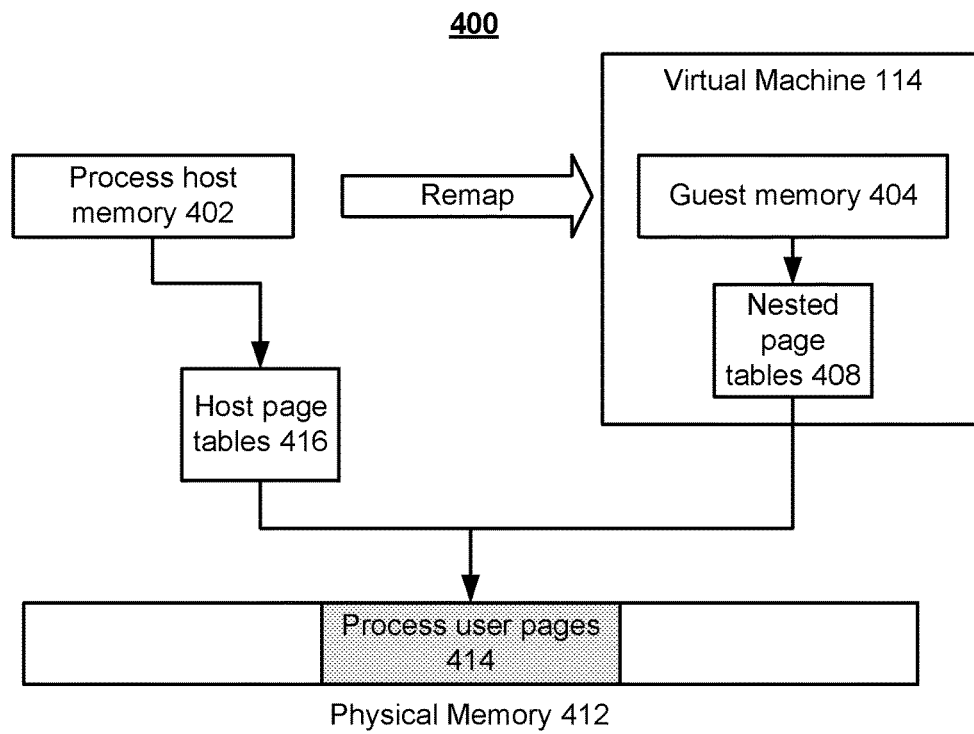 400
Virtual Machine 114
Process host
memory 402
Remap
Guest memory 404
Nested
page
tables 408
Host page
tables 416
Process user pages
414
Physical Memory 412